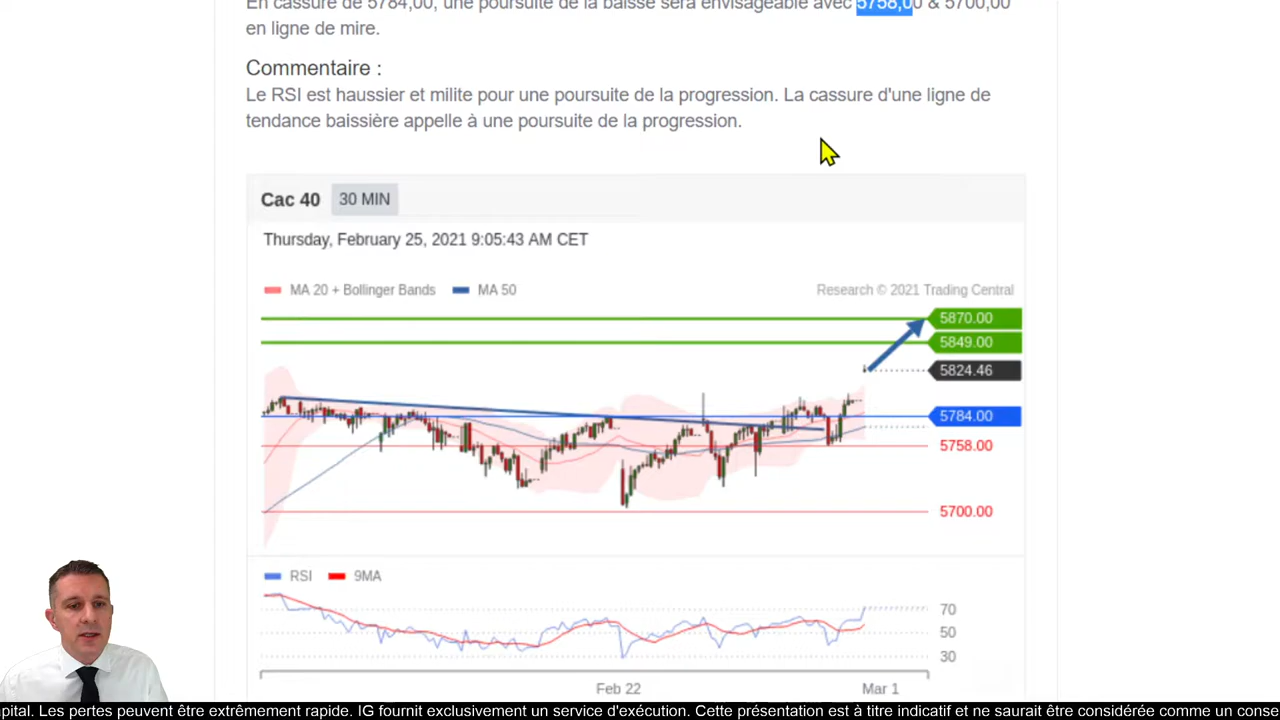 En cassure de 5784,00, une poursuite de la baisse sera envisageable avec 5758,00 & 5700,00
en ligne de mire.
Commentaire :
Le RSI est haussier et milite pour une poursuite de la progression. La cassure d'une ligne de
tendance baissière appelle à une poursuite de la progression.
Cac 40 30 MIN
Thursday, February 25, 2021 9:05:43 AM CET
MA 20 + Bollinger Bands MA 50 Research © 2021 Trading Central
5870.00
5849.00
5824.46
5784.00
5758.00
5700.00
RSI 9MA
70
50
30
Feb 22 Mar 1
apital. Les pertes peuvent être extrêmement rapide. IG fournit exclusivement un service d'exécution. Cette présentation est à titre indicatif et ne saurait être considérée comme un conse